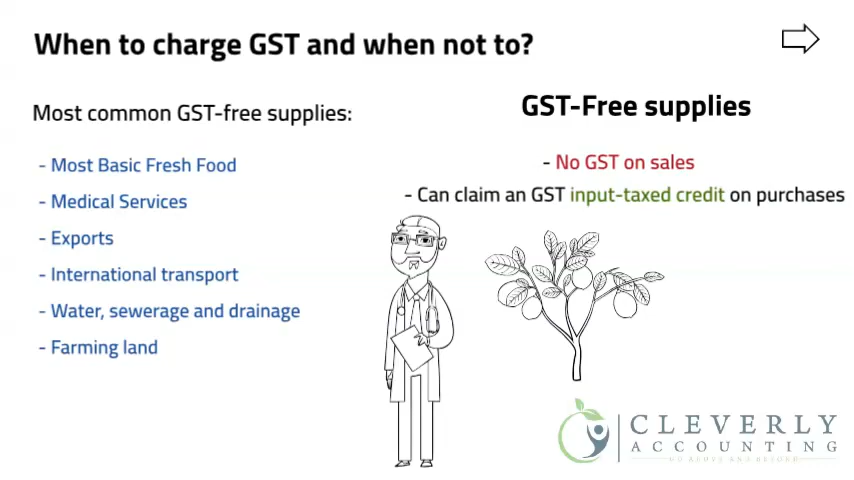 When to charge GST and when not to?
Most common GST-free supplies:
- Most Basic Fresh Food
- Medical Services
- Exports
- International transport
- Water, sewerage and drainage
- Farming land
GST-Free supplies
- No GST on sales
- Can claim an GST input-taxed credit on purchases
CLEVERLY
ACCOUNTING